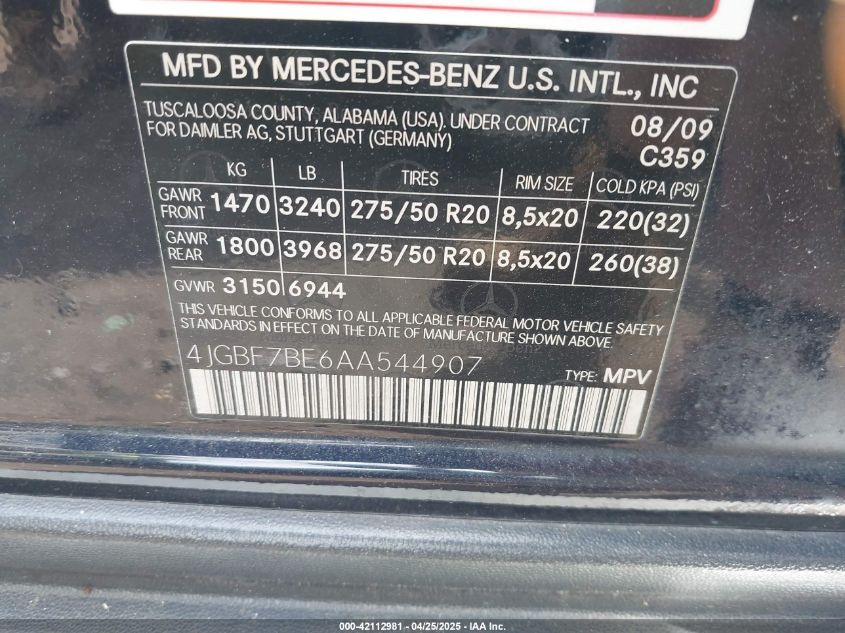 MFD BY MERCEDES-BENZ U.S. INTL., INC
TUSCALOOSA COUNTY, ALABAMA (USA). UNDER CONTRACT
FOR DAIMLER AG, STUTTGART (GERMANY)
08/09
C359
KG LB TIRES RIM SIZE COLD KPA (PSI)
GAWR FRONT 1470 3240 275/50 R20 8,5x20 220(32)
GAWR REAR 1800 3968 275/50 R20 8,5x20 260(38)
GVWR 3150 6944
THIS VEHICLE CONFORMS TO ALL APPLICABLE FEDERAL MOTOR VEHICLE SAFETY
STANDARDS IN EFFECT ON THE DATE OF MANUFACTURE SHOWN ABOVE.
4JGBF7BE6AA544907
TYPE: MPV
000-42112981 - 04/25/2025 - IAA Inc.